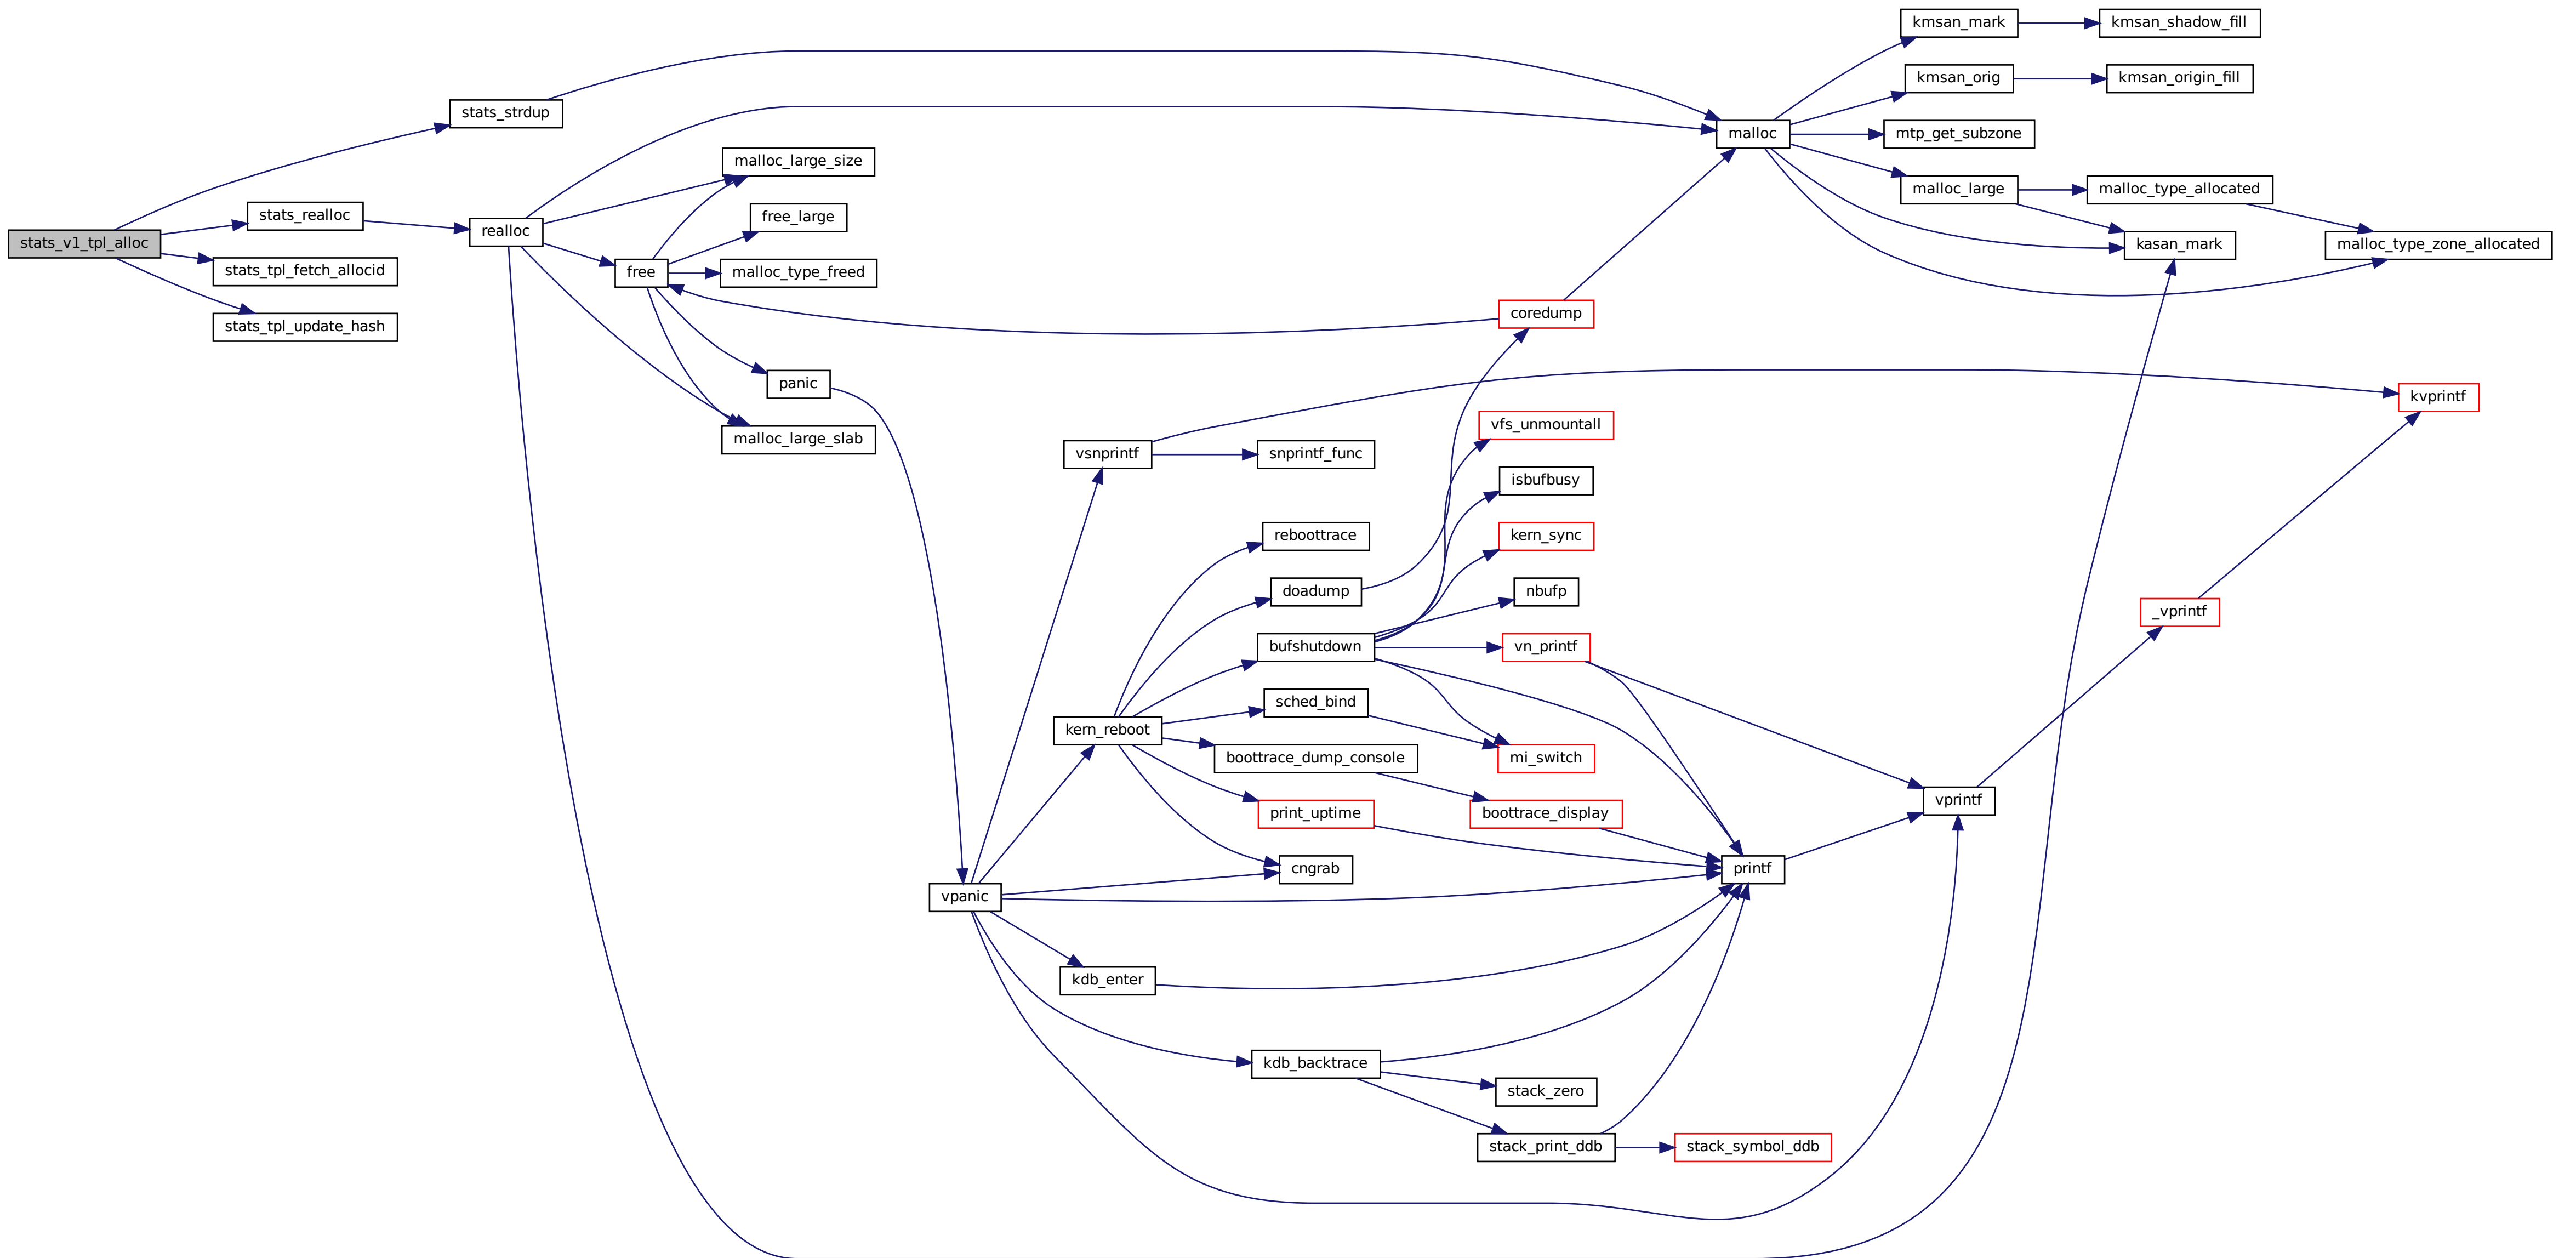 stats_v1_tpl_alloc
stats_strdup
stats_realloc
stats_tpl_fetch_allocid
stats_tpl_update_hash
realloc
malloc_large_size
free_large
free
malloc_type_freed
panic
malloc_large_slab
vsnprintf
snprintf_func
reboottrace
doadump
bufshutdown
sched_bind
kern_reboot
boottrace_dump_console
print_uptime
cngrab
vpanic
kdb_enter
kdb_backtrace
coredump
vfs_unmountall
isbufbusy
kern_sync
nbufp
vn_printf
mi_switch
boottrace_display
printf
stack_zero
stack_print_ddb
stack_symbol_ddb
malloc
kmsan_mark
kmsan_shadow_fill
kmsan_orig
kmsan_origin_fill
mtp_get_subzone
malloc_large
malloc_type_allocated
kasan_mark
malloc_type_zone_allocated
kvprintf
_vprintf
vprintf